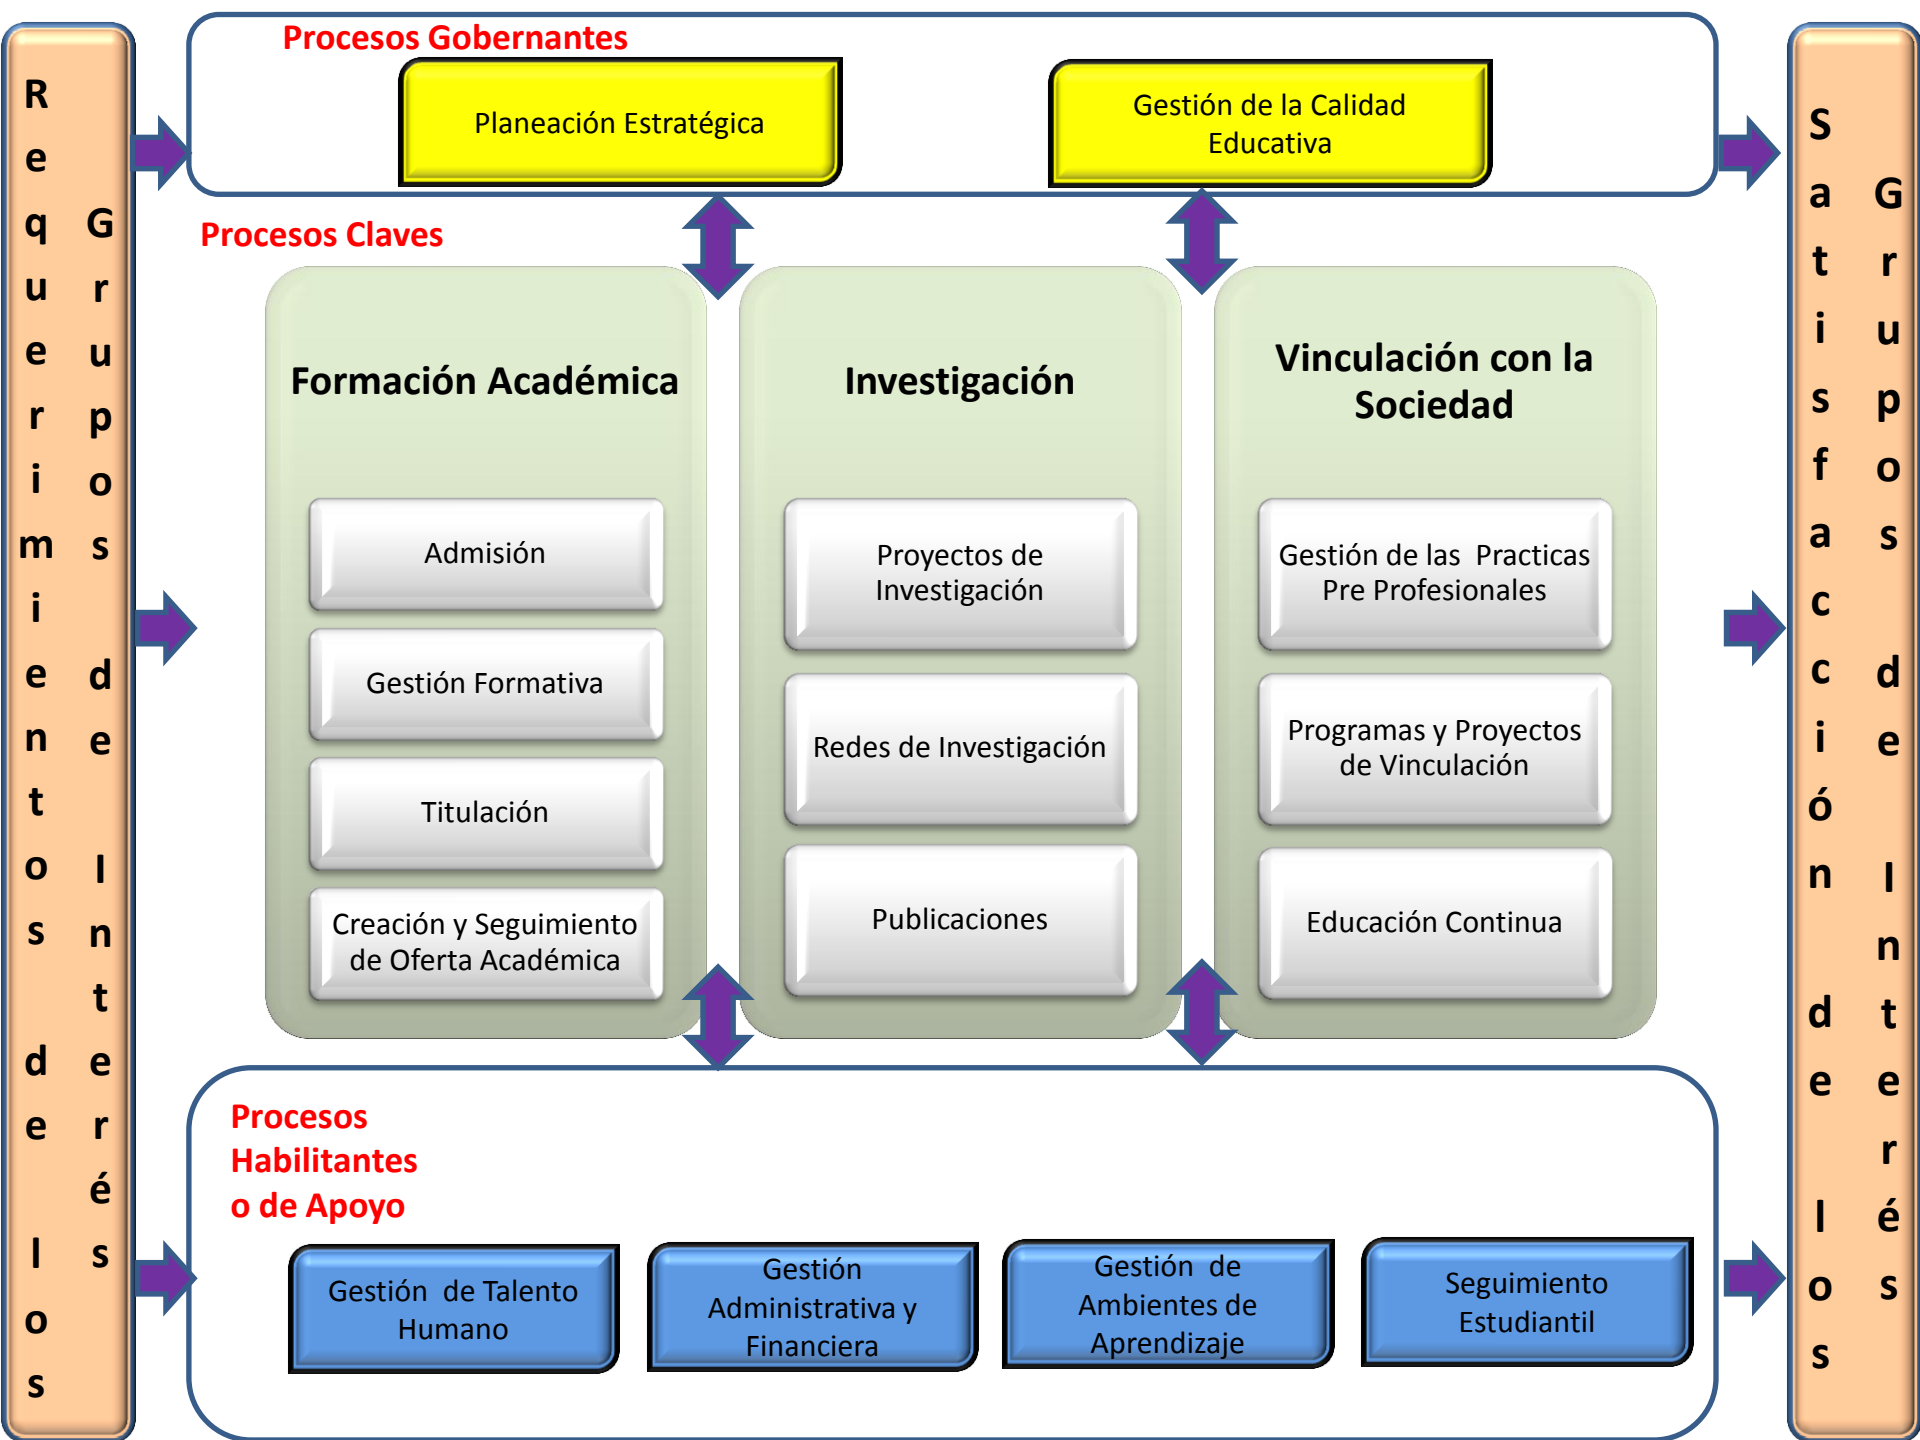 Requerimientos de los
Grupos de Interés
Procesos Gobernantes
Planeación Estratégica
Gestión de la Calidad
Educativa
Procesos Claves
Formación Académica
Admisión
Gestión Formativa
Titulación
Creación y Seguimiento
de Oferta Académica
Investigación
Proyectos de
Investigación
Redes de Investigación
Publicaciones
Vinculación con la
Sociedad
Gestión de las  Practicas
Pre Profesionales
Programas y Proyectos
de Vinculación
Educación Continua
Procesos
Habilitantes
o de Apoyo
Gestión  de Talento
Humano
Gestión
Administrativa y
Financiera
Gestión  de
Ambientes de
Aprendizaje
Seguimiento
Estudiantil
Satisfacción de los
Grupos de Interés